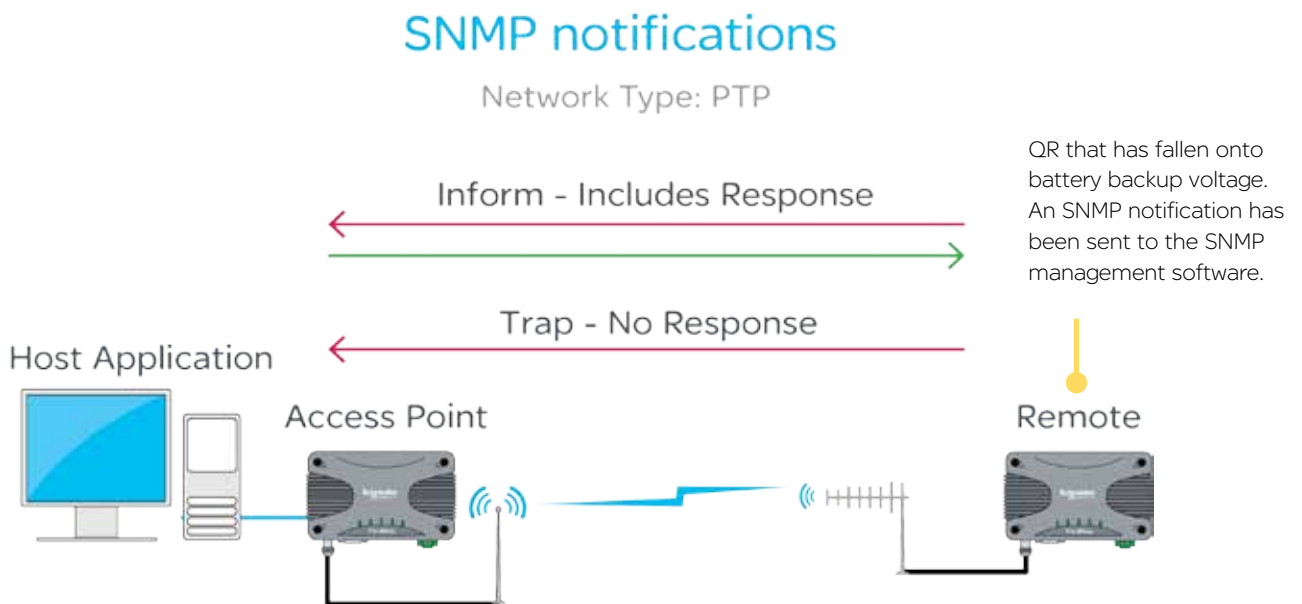 SNMP notifications
Network Type: PTP
QR that has fallen onto
battery backup voltage.
An SNMP notification has
been sent to the SNMP
management software.
Inform - Includes Response
Trap - No Response
Host Application
Access Point
Remote